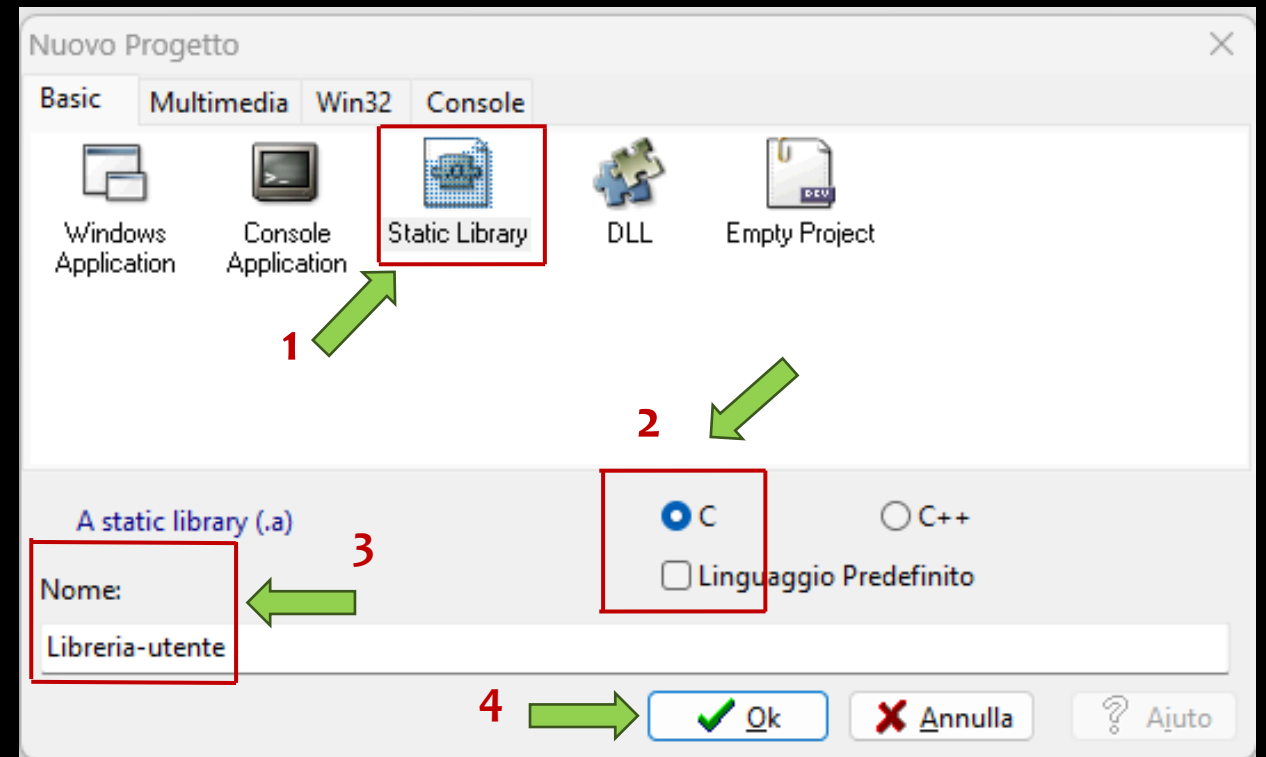 Nuovo Progetto
Basic Multimedia Win32 Console
Windows Application
Console Application
Static Library
DLL
DEV
Empty Project
1
2
A static library (.a)
C
C++
3
Linguaggio Predefinito
Nome:
Libreria-utente
4
Ok
Annulla
Aiuto